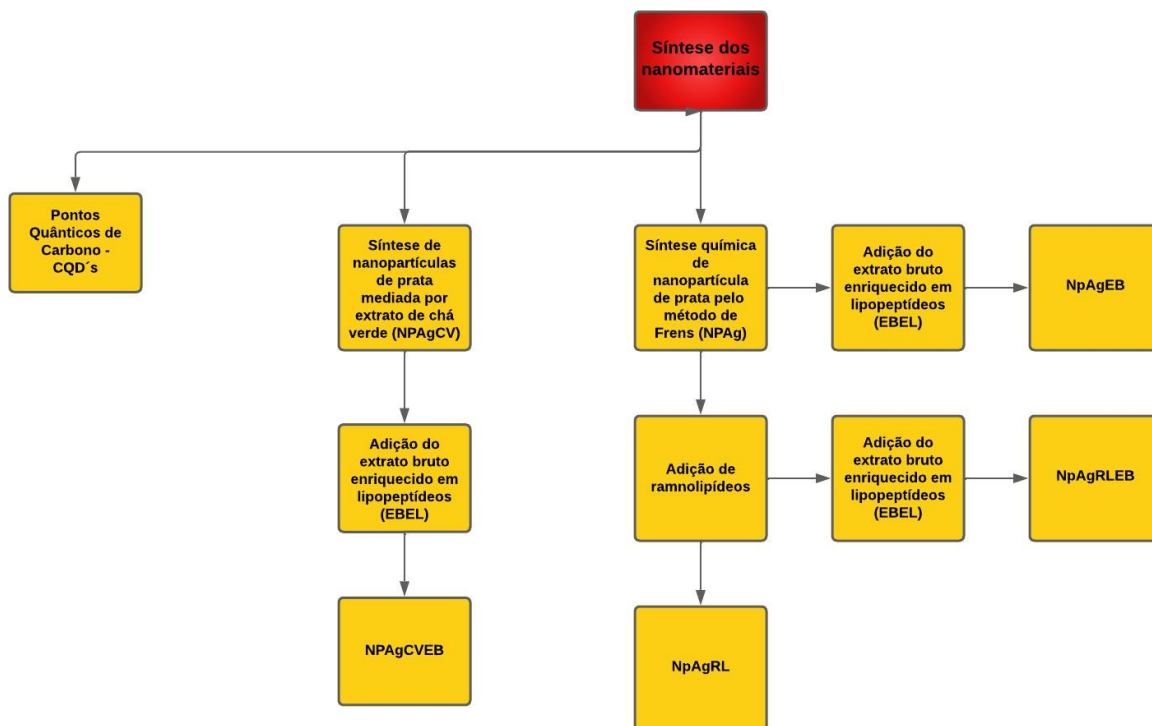 Síntese dos
nanomateriais
Pontos
Quânticos de
Carbono -
CQD´s
Síntese de
nanopartículas
de prata
mediada por
extrato de chá
verde (NPAgCV)
Síntese química
de
nanopartícula
de prata pelo
método de
Frens (NPAg)
Adição do
extrato bruto
enriquecido em
lipopeptídeos
(EBEL)
NpAgEB
Adição do
extrato bruto
enriquecido em
lipopeptídeos
(EBEL)
Adição de
ramnolipídeos
Adição do
extrato bruto
enriquecido em
lipopeptídeos
(EBEL)
NpAgRLEB
NPAgCVEB
NpAgRL